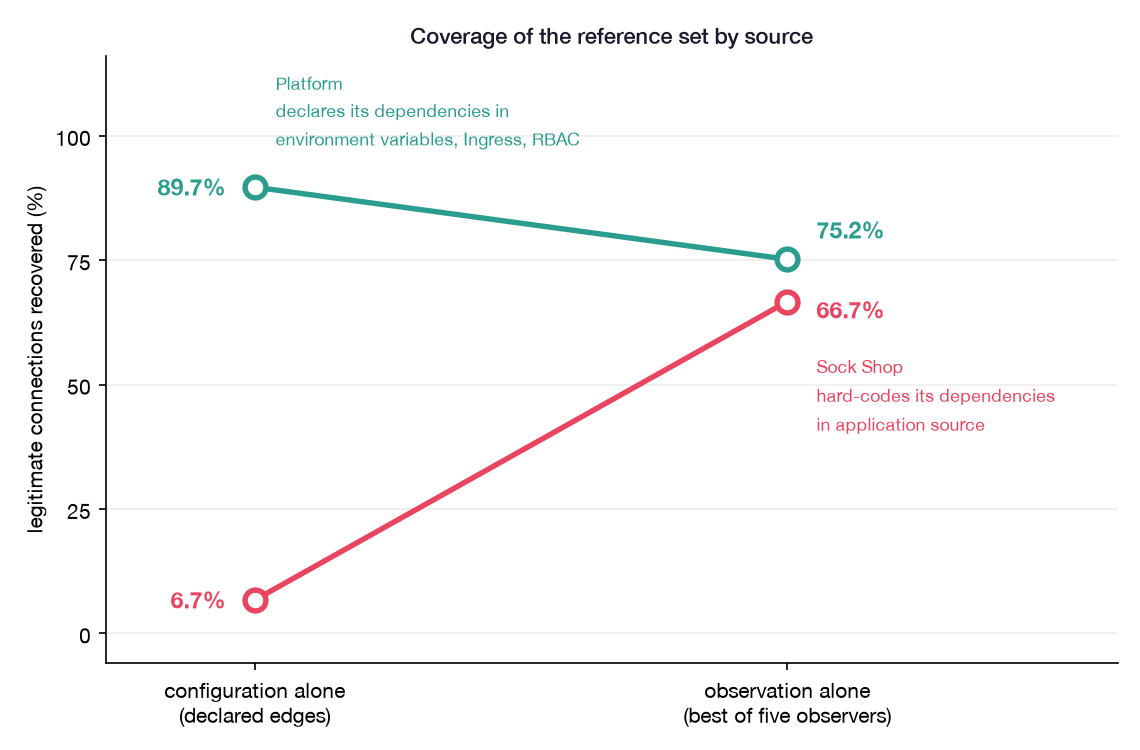 Coverage of the reference set by source
Platform
declares its dependencies in
environment variables, Ingress, RBAC
100
89.7%
75.2%
75
66.7%
Sock Shop
hard-codes its dependencies
in application source
50
25
6.7%
0
legitimate connections recovered (%)
configuration alone
(declared edges)
observation alone
(best of five observers)